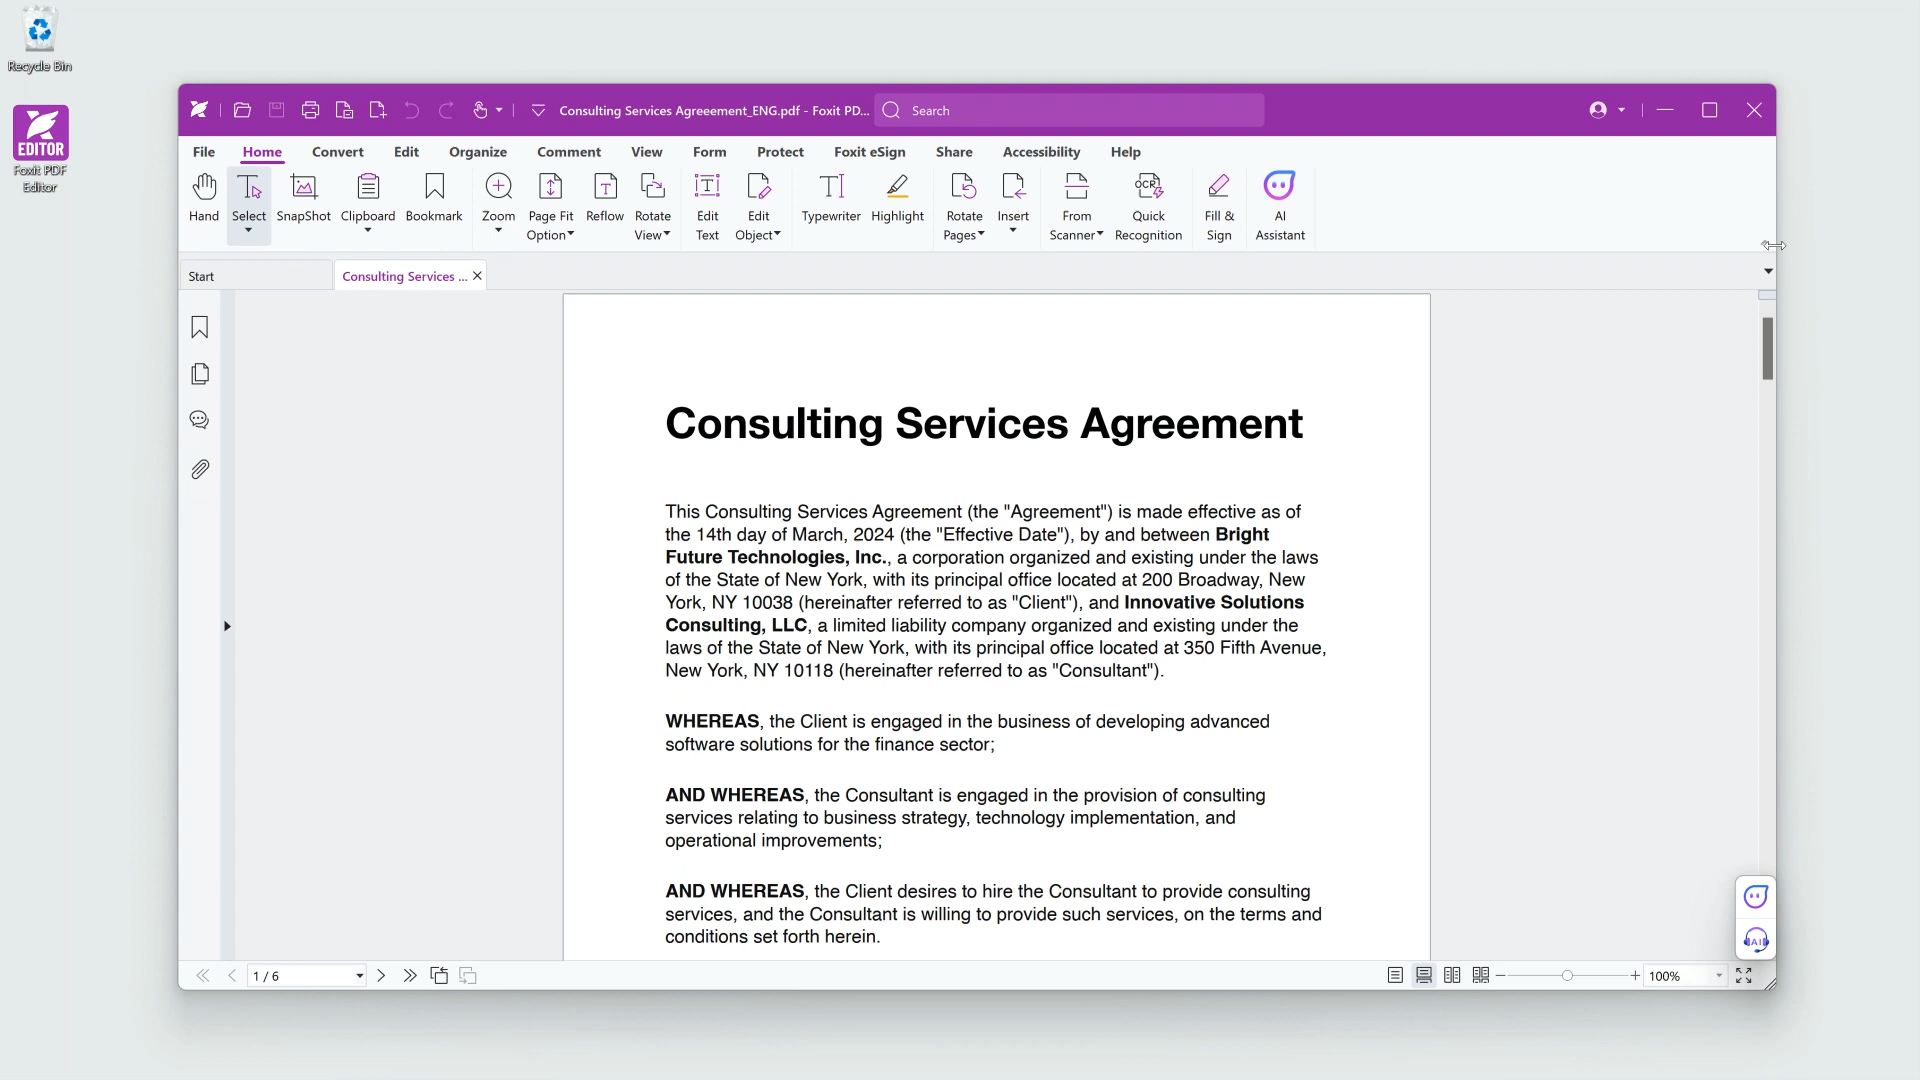 Recycle Bin
EDITOR
Foxit PDF
Editor
Consulting Services Agreeement_ENG.pdf - Foxit PD...
Search
File
Home
Convert
Edit
Organize
Comment
View
Form
Protect
Foxit eSign
Share
Accessibility
Help
Hand
Select
SnapShot
Clipboard
Bookmark
Zoom
Page Fit
Option
Reflow
Rotate
View
Edit
Text
Edit
Object
Typewriter
Highlight
Rotate
Pages
Insert
From
Scanner
OCR
Quick
Recognition
Fill &
Sign
AI
Assistant
Start
Consulting Services ...
Consulting Services Agreement
This Consulting Services Agreement (the "Agreement") is made effective as of
the 14th day of March, 2024 (the "Effective Date"), by and between Bright
Future Technologies, Inc., a corporation organized and existing under the laws
of the State of New York, with its principal office located at 200 Broadway, New
York, NY 10038 (hereinafter referred to as "Client"), and Innovative Solutions
Consulting, LLC, a limited liability company organized and existing under the
laws of the State of New York, with its principal office located at 350 Fifth Avenue,
New York, NY 10118 (hereinafter referred to as "Consultant").
WHEREAS, the Client is engaged in the business of developing advanced
software solutions for the finance sector;
AND WHEREAS, the Consultant is engaged in the provision of consulting
services relating to business strategy, technology implementation, and
operational improvements;
AND WHEREAS, the Client desires to hire the Consultant to provide consulting
services, and the Consultant is willing to provide such services, on the terms and
conditions set forth herein.
AI
1 / 6
100%